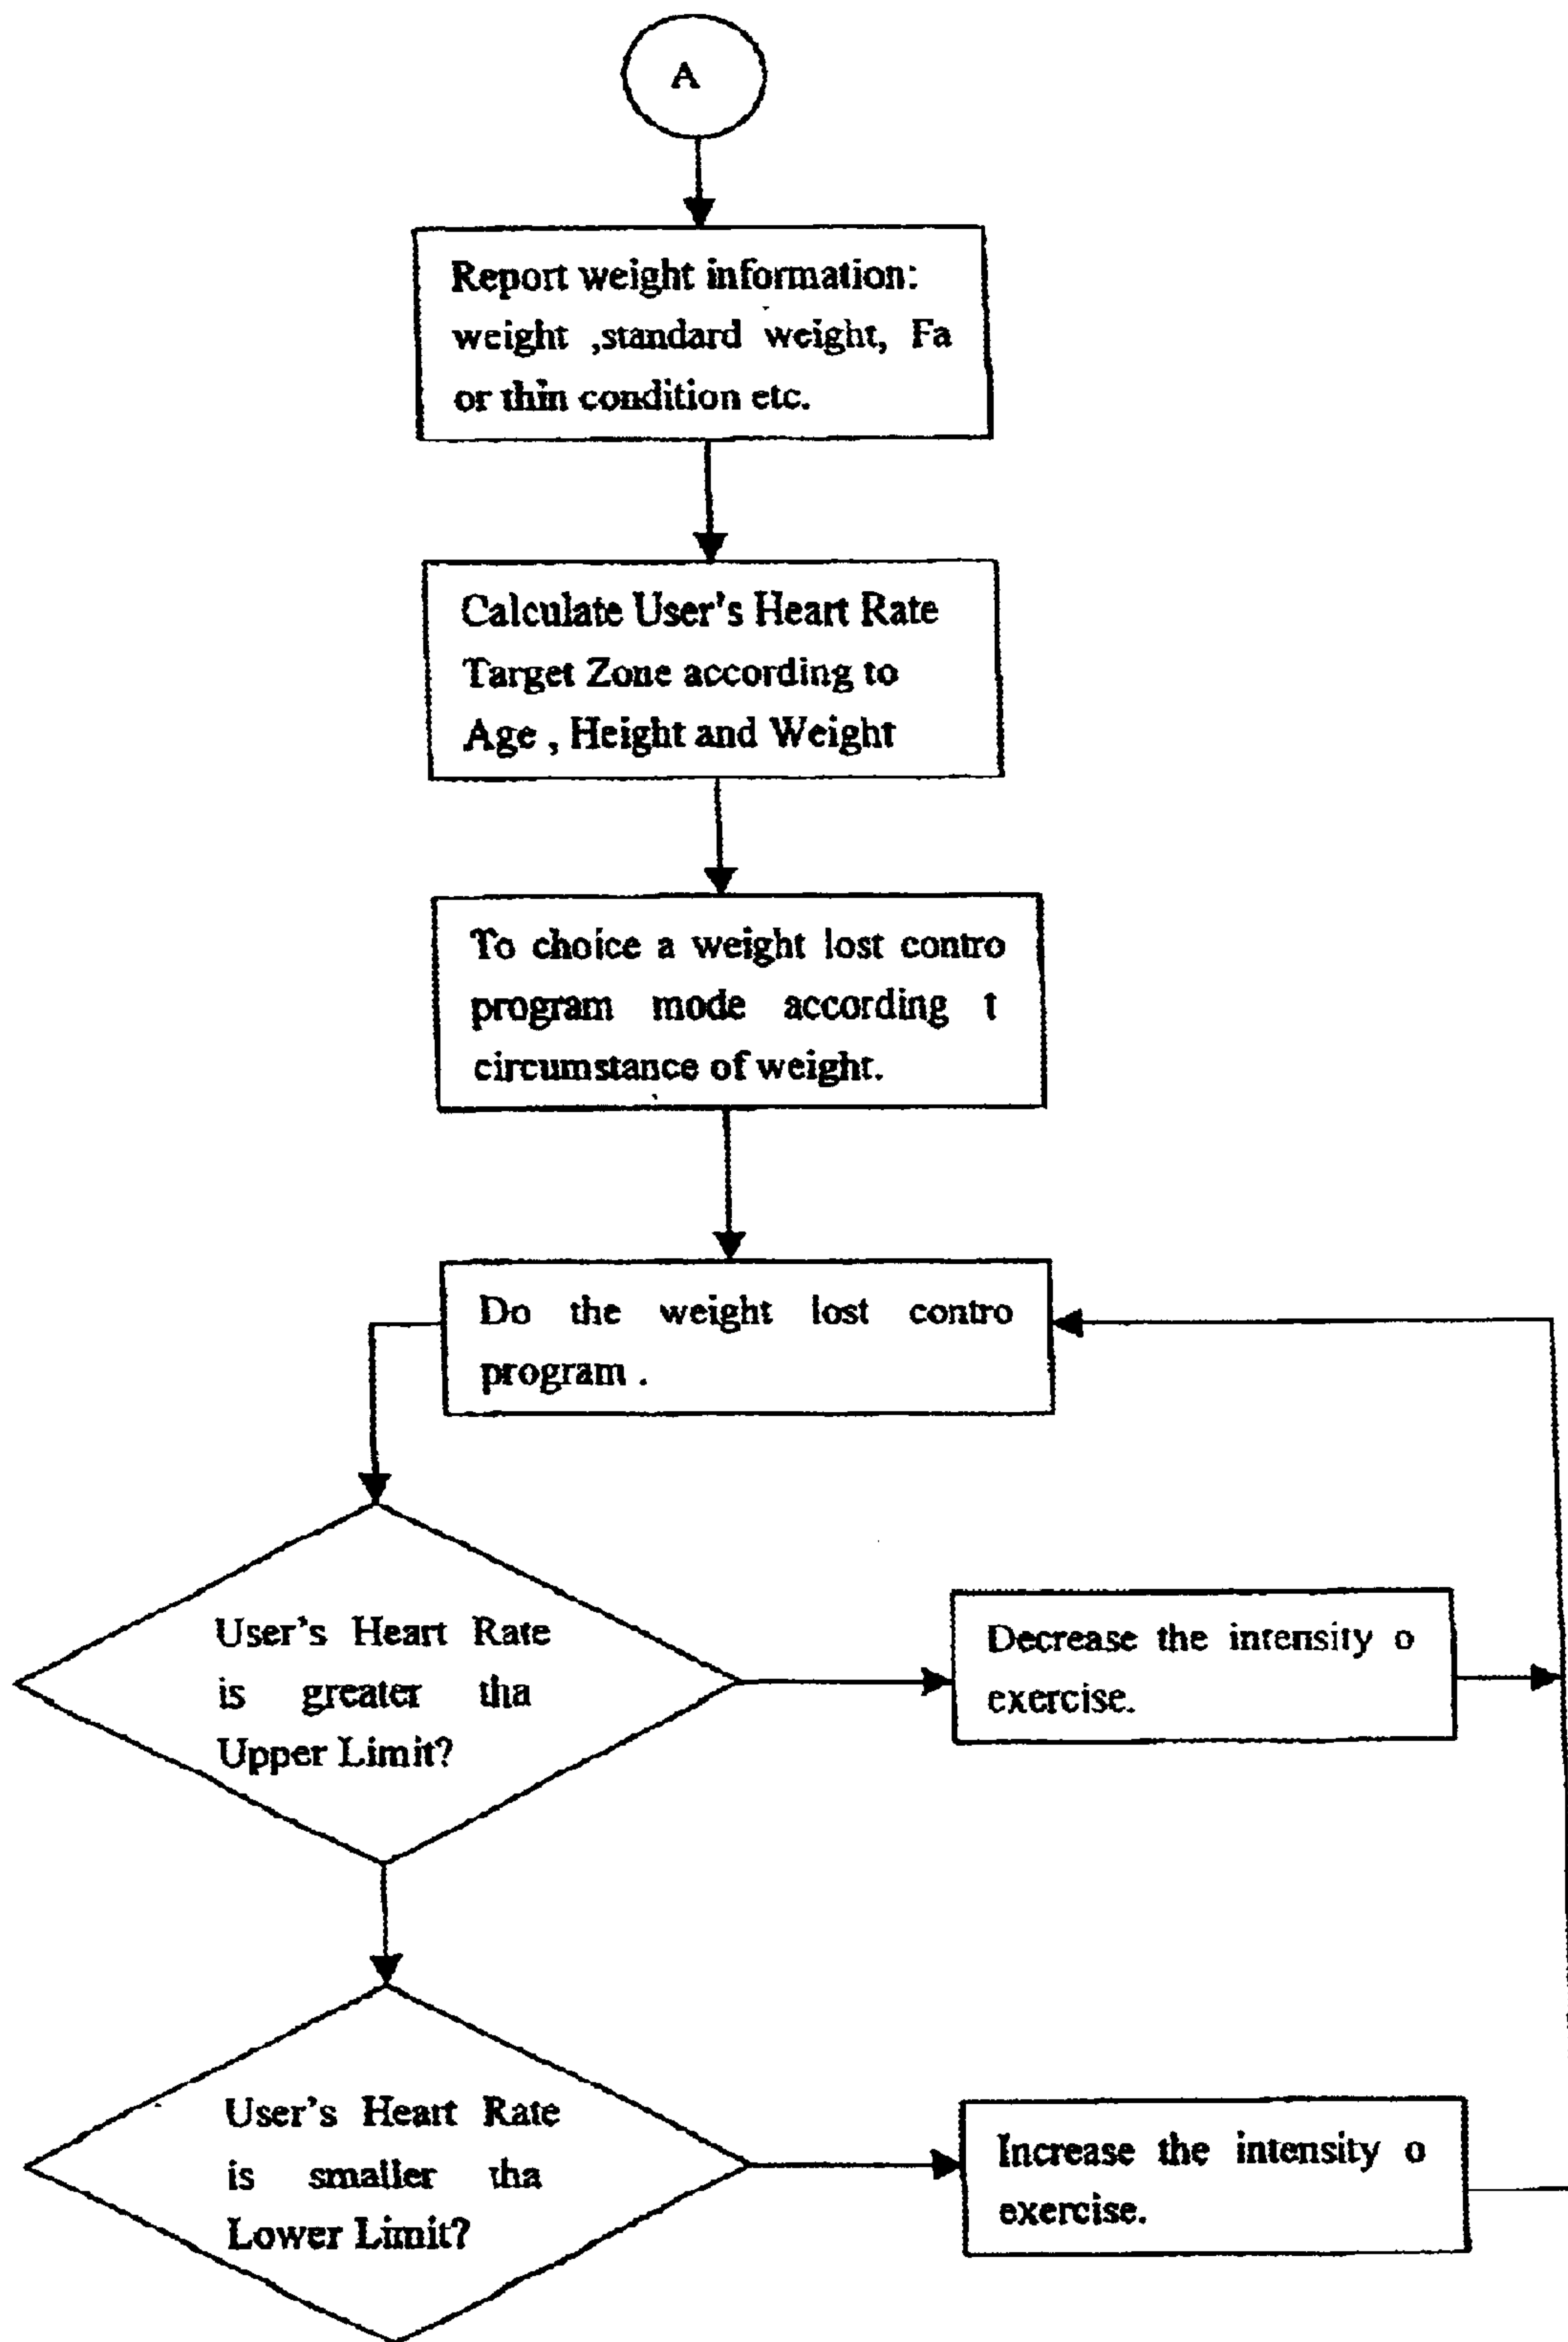 A
Report weight information:
weight ,standard weight, Fa
or thin condition etc.
Calculate User's Heart Rate
Target Zone according to
Age , Height and Weight
To choice a weight lost contro
program mode according t
circumstance of weight.
Do the weight lost contro
program .
User's Heart Rate
is greater tha
Upper Limit?
Decrease the intensity o
exercise.
User's Heart Rate
is smaller tha
Lower Limit?
Increase the intensity o
exercise.